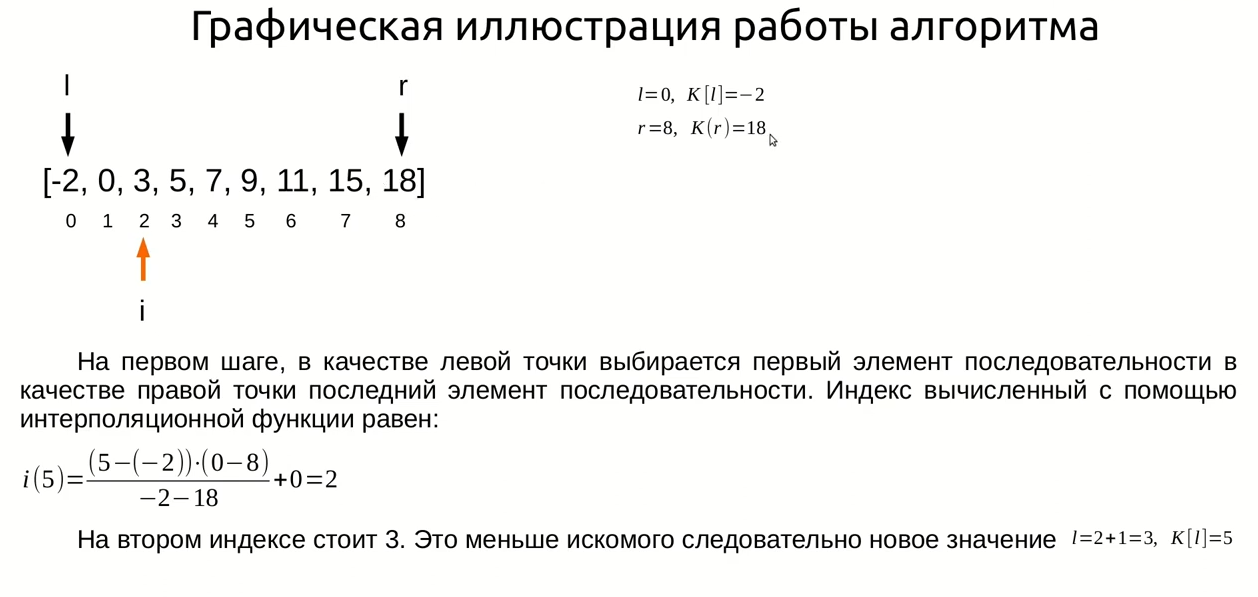 Графическая иллюстрация работы алгоритма
l r
l=0, K[l]=−2
r=8, K(r)=18
[-2, 0, 3, 5, 7, 9, 11, 15, 18]
0 1 2 3 4 5 6 7 8
i
На первом шаге, в качестве левой точки выбирается первый элемент последовательности в
качестве правой точки последний элемент последовательности. Индекс вычисленный с помощью
интерполяционной функции равен:
i(5)=(5−(−2))·(0−8)/−2−18+0=2
На втором индексе стоит 3. Это меньше искомого следовательно новое значение l=2+1=3, K[l]=5